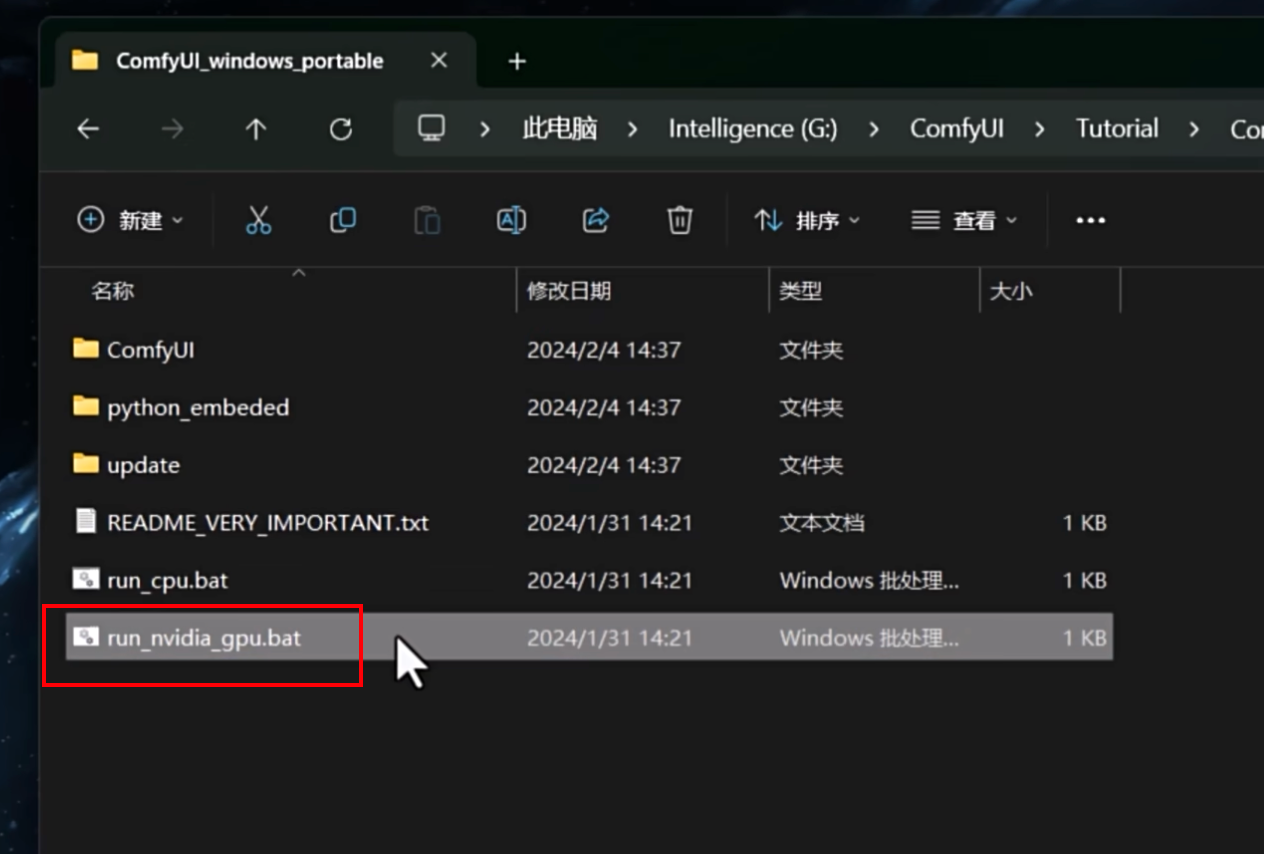 ComfyUI_windows_portable
此电脑 > Intelligence (G:) > ComfyUI > Tutorial >
新建 排序 查看
名称 修改日期 类型 大小
ComfyUI 2024/2/4 14:37 文件夹
python_embeded 2024/2/4 14:37 文件夹
update 2024/2/4 14:37 文件夹
README_VERY_IMPORTANT.txt 2024/1/31 14:21 文本文档 1 KB
run_cpu.bat 2024/1/31 14:21 Windows 批处理... 1 KB
run_nvidia_gpu.bat 2024/1/31 14:21 Windows 批处理... 1 KB